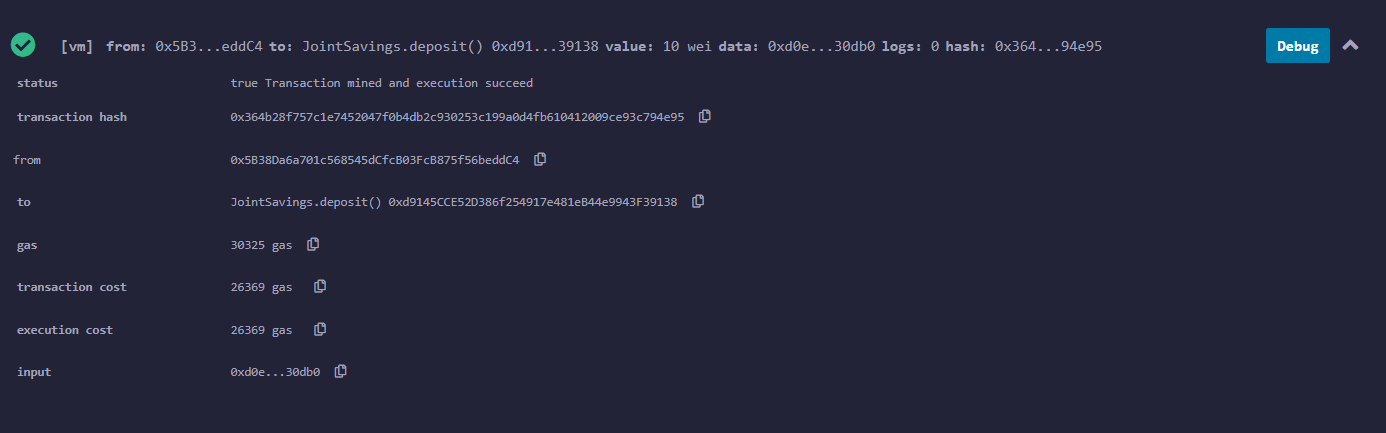 [vm] from: 0x5B3...eddC4 to: JointSavings.deposit() 0xd91...39138 value: 10 wei data: 0xd0e...30db0 logs: 0 hash: 0x364...94e95 Debug
status true Transaction mined and execution succeed
transaction hash 0x364b28f757c1e7452047f0b4db2c930253c199a0d4fb610412009ce93c794e95
from 0x5B38Da6a701c568545dCfcB03FcB875f56beddC4
to JointSavings.deposit() 0xd9145CCE52D386f254917e481eB44e9943F39138
gas 30325 gas
transaction cost 26369 gas
execution cost 26369 gas
input 0xd0e...30db0